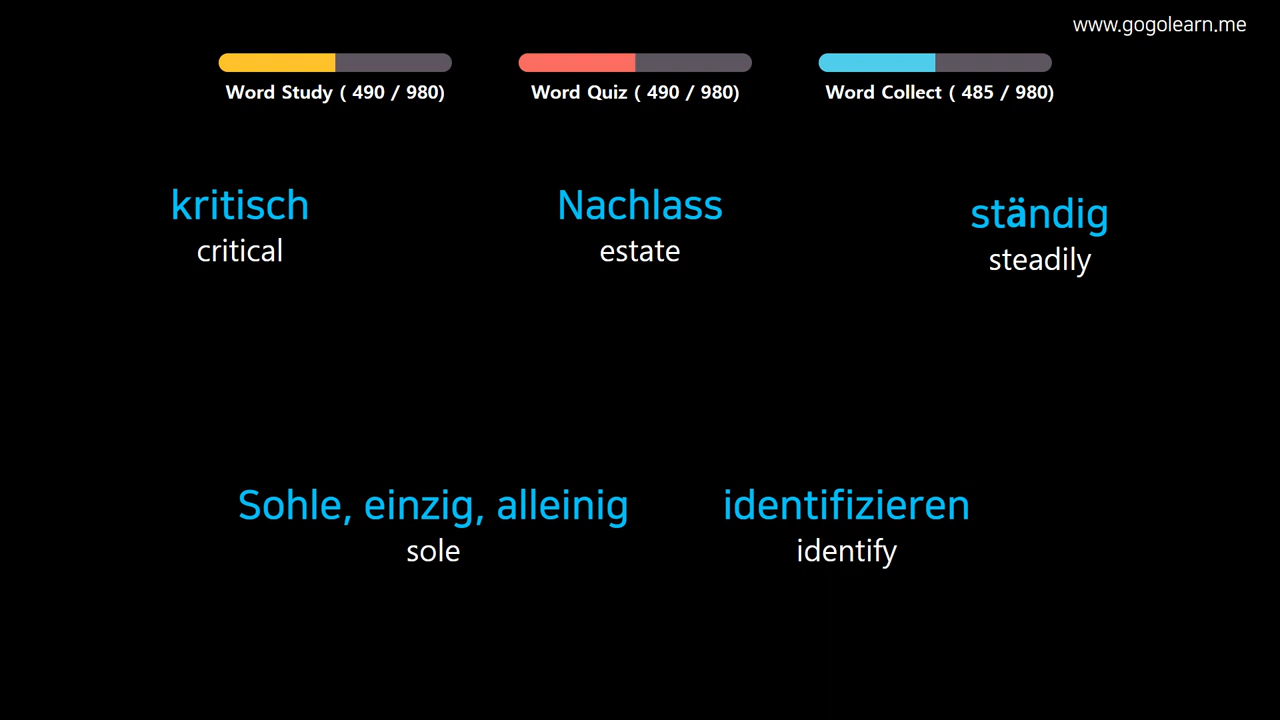 www.gogolearn.me
Word Study ( 490 / 980)
Word Quiz ( 490 / 980)
Word Collect ( 485 / 980)
kritisch
critical
Nachlass
estate
ständig
steadily
Sohle, einzig, alleinig
sole
identifizieren
identify